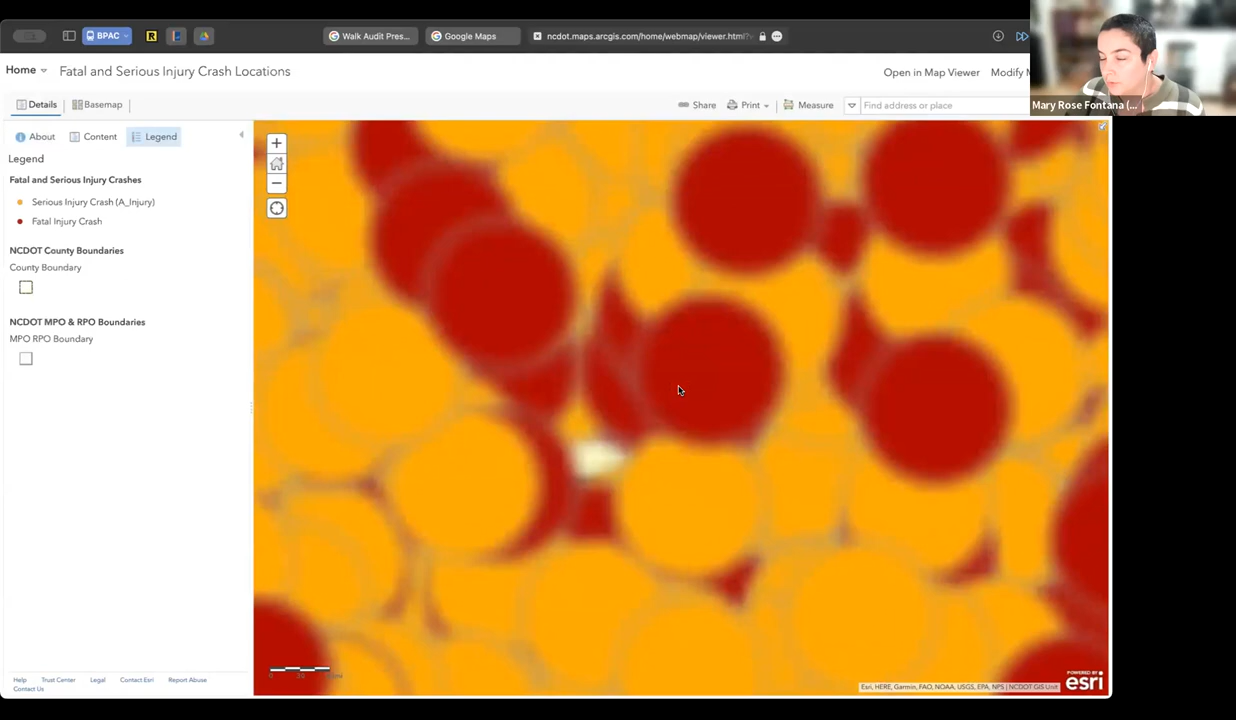 BPAC
Walk Audit Pres...
Google Maps
ncdot.maps.arcgis.com/home/webmap/viewer.html?
Home
Fatal and Serious Injury Crash Locations
Open in Map Viewer
Modify M
Mary Rose Fontana (...
Details
Basemap
Share
Print
Measure
Find address or place
About
Content
Legend
Legend
Fatal and Serious Injury Crashes
Serious Injury Crash (A_Injury)
Fatal Injury Crash
NCDOT County Boundaries
County Boundary
NCDOT MPO & RPO Boundaries
MPO RPO Boundary
Help
Trust Center
Legal
Contact Esri
Report Abuse
Contact Us
Esri, HERE, Garmin, FAO, NOAA, USGS, EPA, NPS | NCDOT GIS Unit
POWERED BY
esri